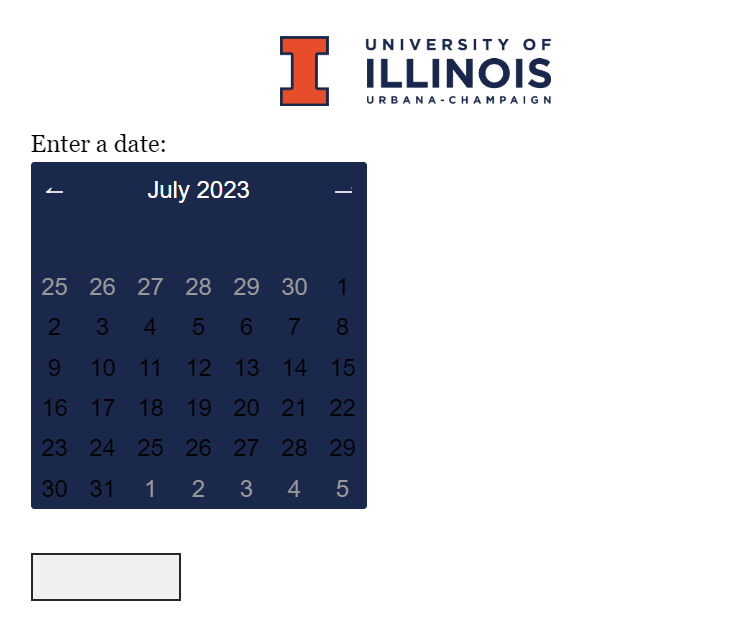 UNIVERSITY OF
ILLINOIS
URBANA-CHAMPAIGN
Enter a date:
July 2023
25 26 27 28 29 30 1
2 3 4 5 6 7 8
9 10 11 12 13 14 15
16 17 18 19 20 21 22
23 24 25 26 27 28 29
30 31 1 2 3 4 5